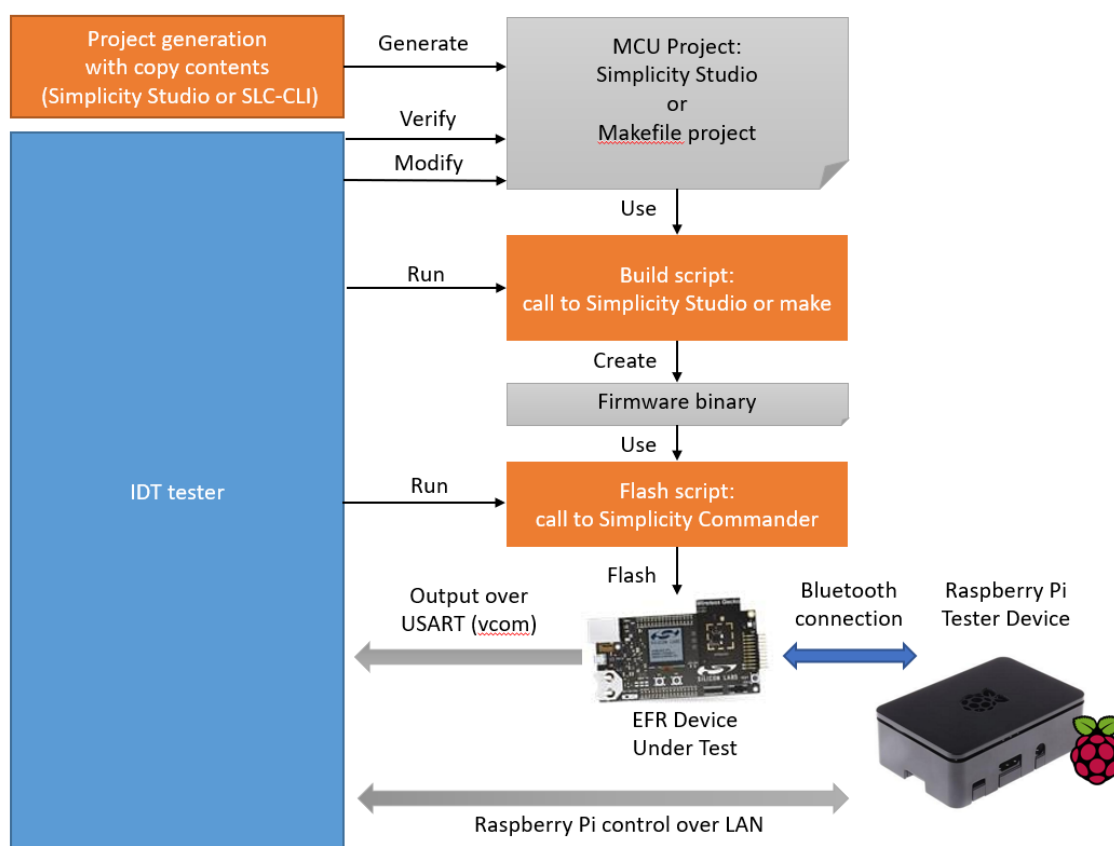 Project generation
with copy contents
(Simplicity Studio or SLC-CLI)
Generate
MCU Project:
Simplicity Studio
or
Makefile project
Verify
Modify
Use
IDT tester
Run
Build script:
call to Simplicity Studio or make
Create
Firmware binary
Use
Run
Flash script:
call to Simplicity Commander
Flash
Output over
USART (vcom)
Bluetooth
connection
Raspberry Pi
Tester Device
SILICON LABS
EFR Device
Under Test
Raspberry Pi control over LAN